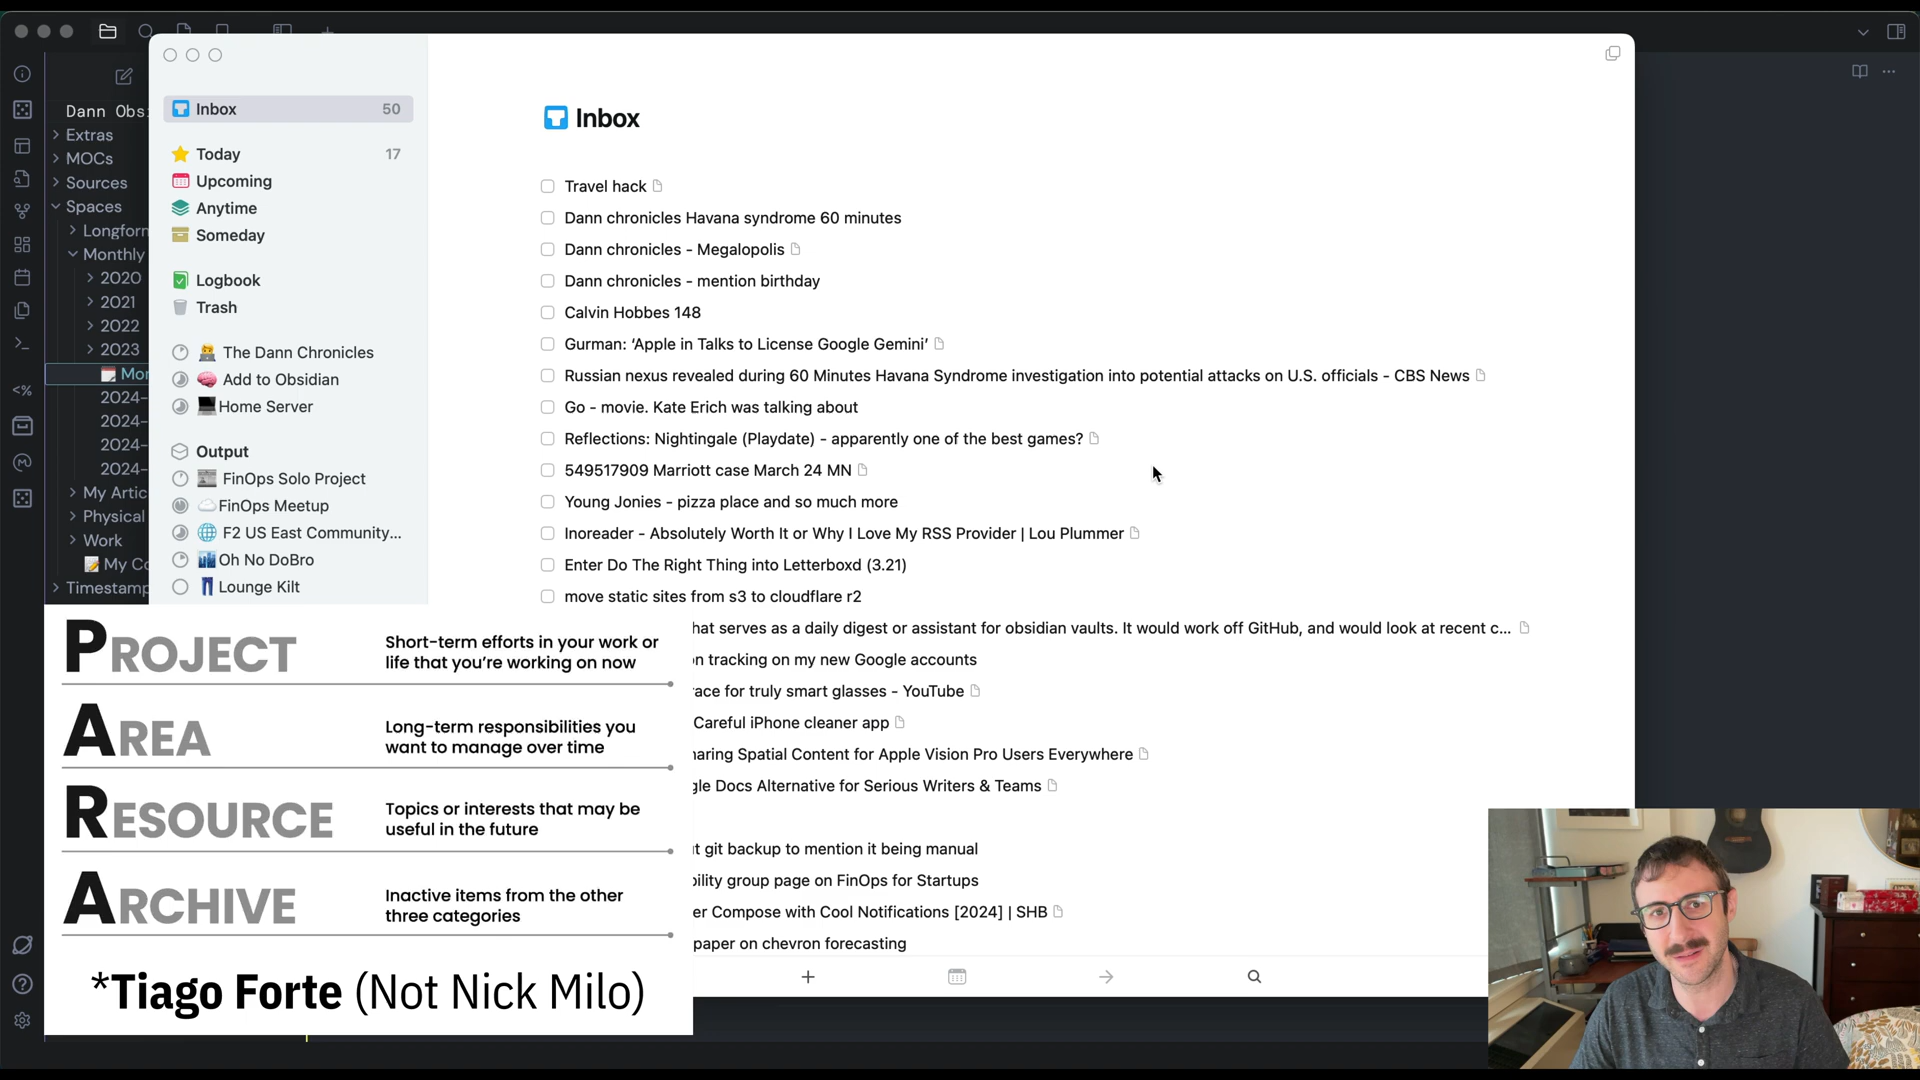 Dann Obs
Extras
MOCs
Sources
Spaces
Longform
Monthly
2020
2021
2022
2023
Mon
2024-
2024-
2024-
2024-
My Artic
Physical
Work
My Co
Timestamp
Inbox 50
Today 17
Upcoming
Anytime
Someday
Logbook
Trash
The Dann Chronicles
Add to Obsidian
Home Server
Output
FinOps Solo Project
FinOps Meetup
F2 US East Community...
Oh No DoBro
Lounge Kilt
Inbox
Travel hack
Dann chronicles Havana syndrome 60 minutes
Dann chronicles - Megalopolis
Dann chronicles - mention birthday
Calvin Hobbes 148
Gurman: ‘Apple in Talks to License Google Gemini’
Russian nexus revealed during 60 Minutes Havana Syndrome investigation into potential attacks on U.S. officials - CBS News
Go - movie. Kate Erich was talking about
Reflections: Nightingale (Playdate) - apparently one of the best games?
549517909 Marriott case March 24 MN
Young Jonies - pizza place and so much more
Inoreader - Absolutely Worth It or Why I Love My RSS Provider | Lou Plummer
Enter Do The Right Thing into Letterboxd (3.21)
move static sites from s3 to cloudflare r2
hat serves as a daily digest or assistant for obsidian vaults. It would work off GitHub, and would look at recent c...
n tracking on my new Google accounts
race for truly smart glasses - YouTube
Careful iPhone cleaner app
haring Spatial Content for Apple Vision Pro Users Everywhere
gle Docs Alternative for Serious Writers & Teams
t git backup to mention it being manual
bility group page on FinOps for Startups
er Compose with Cool Notifications [2024] | SHB
paper on chevron forecasting
PROJECT
Short-term efforts in your work or
life that you’re working on now
AREA
Long-term responsibilities you
want to manage over time
RESOURCE
Topics or interests that may be
useful in the future
ARCHIVE
Inactive items from the other
three categories
*Tiago Forte (Not Nick Milo)